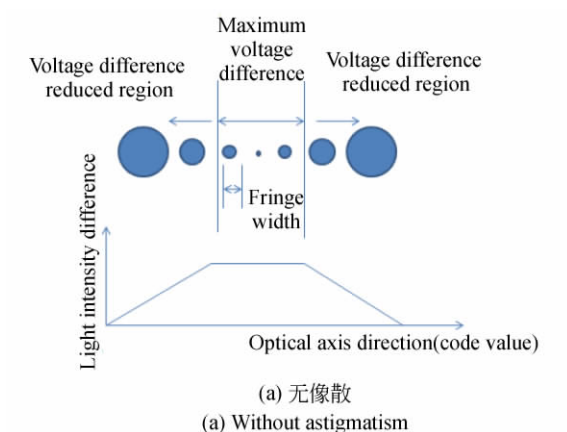 Maximum
voltage
difference
Voltage difference
reduced region
Voltage difference
reduced region
Fringe
width
Light intensity difference
Optical axis direction(code value)
(a) 无像散
(a) Without astigmatism